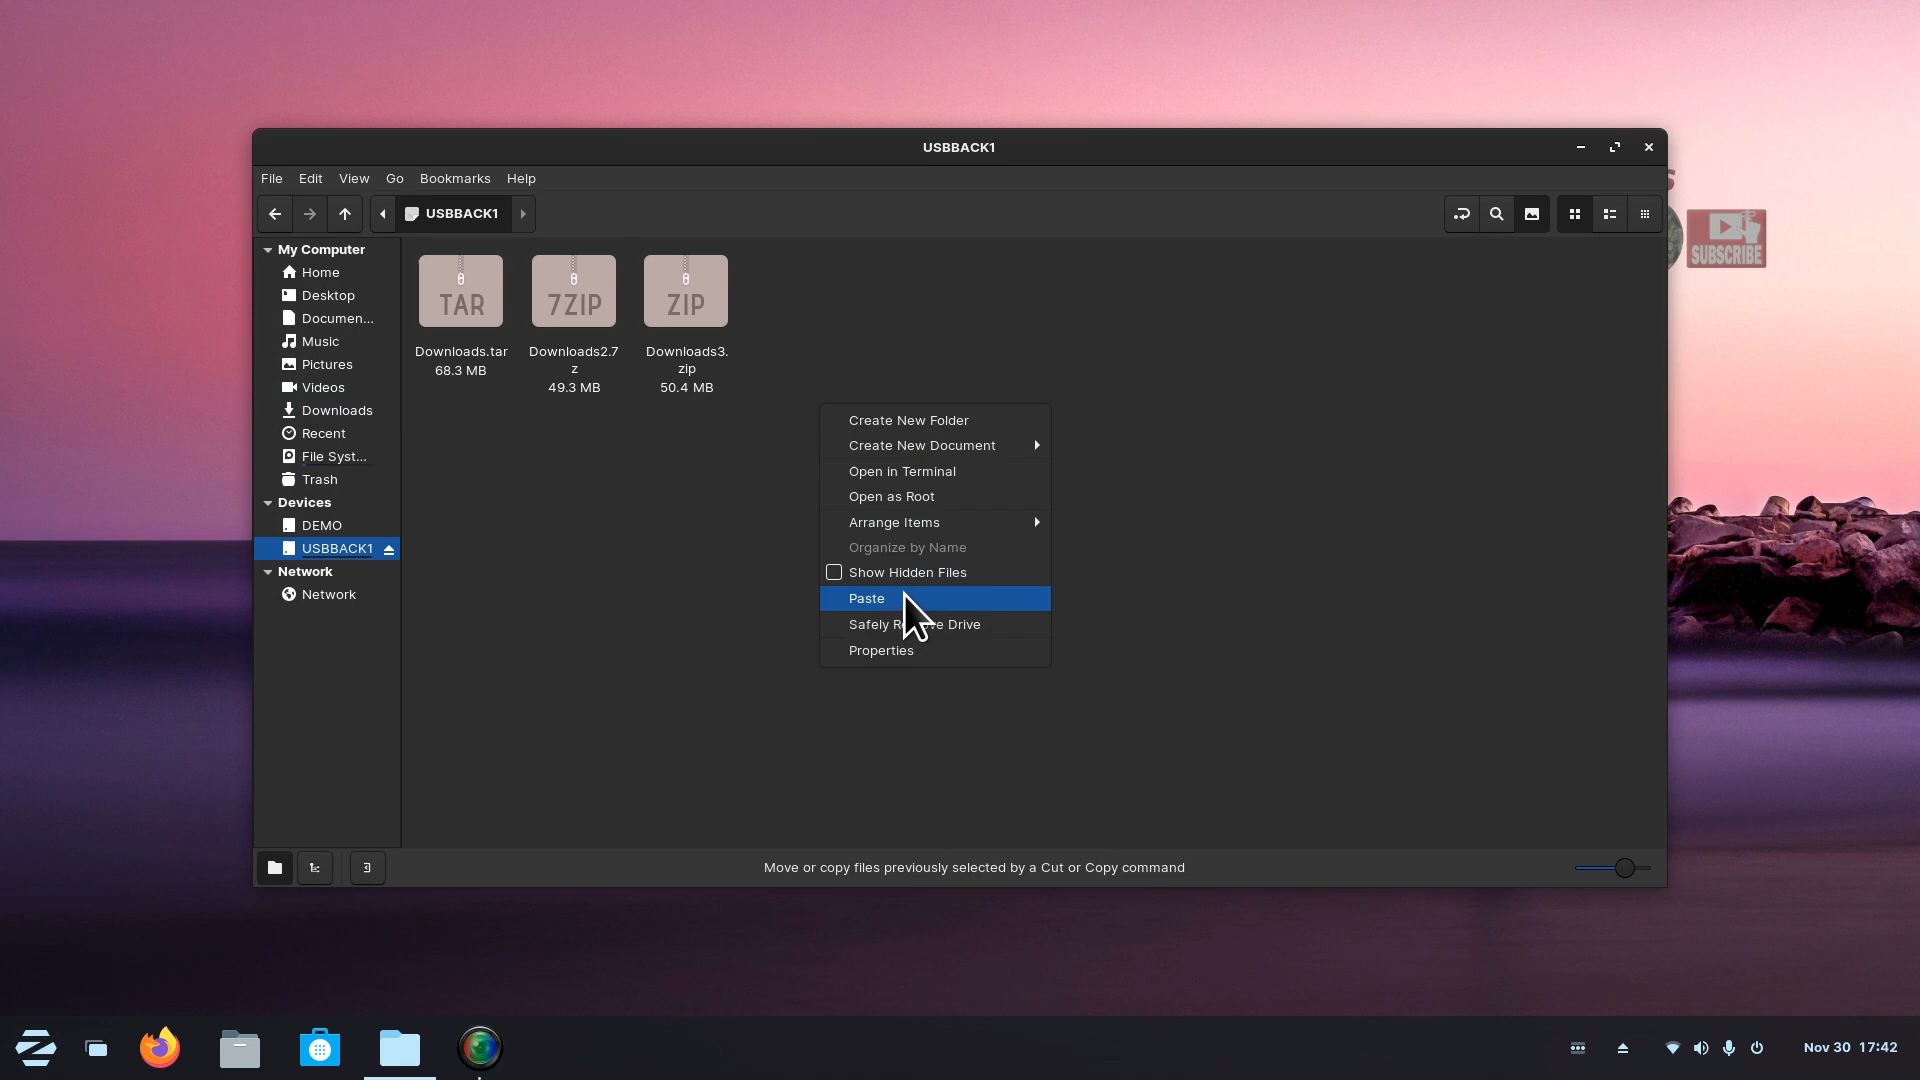 USBBACK1
File Edit View Go Bookmarks Help
USBBACK1
My Computer
Home
Desktop
Documen...
Music
Pictures
Videos
Downloads
Recent
File Syst...
Trash
Devices
DEMO
USBBACK1
Network
Network
TAR
Downloads.tar
68.3 MB
7ZIP
Downloads2.7
z
49.3 MB
ZIP
Downloads3.
zip
50.4 MB
Create New Folder
Create New Document
Open in Terminal
Open as Root
Arrange Items
Organize by Name
Show Hidden Files
Paste
Safely Drive
Properties
SUBSCRIBE
Move or copy files previously selected by a Cut or Copy command
Nov 30 17:42